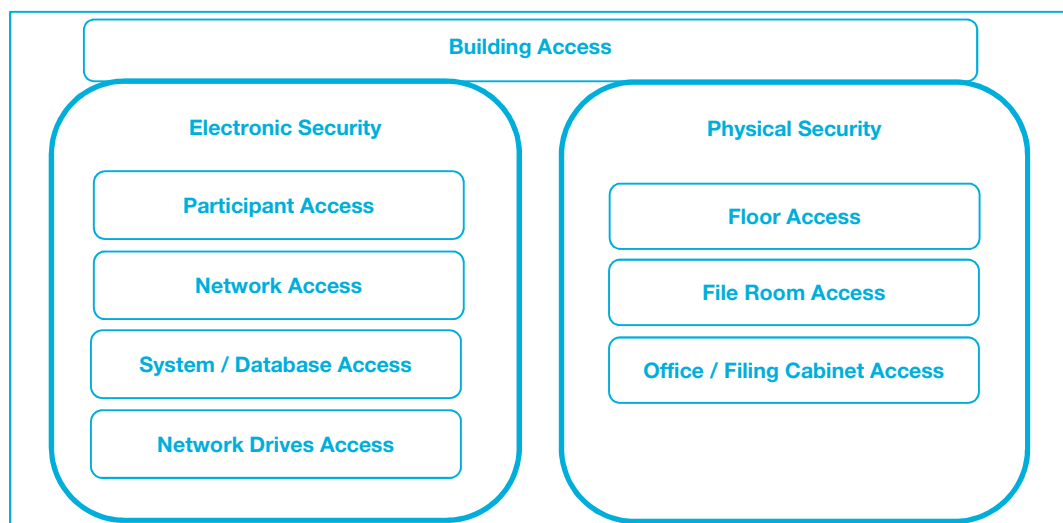 Building Access
Electronic Security
Participant Access
Network Access
System / Database Access
Network Drives Access
Physical Security
Floor Access
File Room Access
Office / Filing Cabinet Access